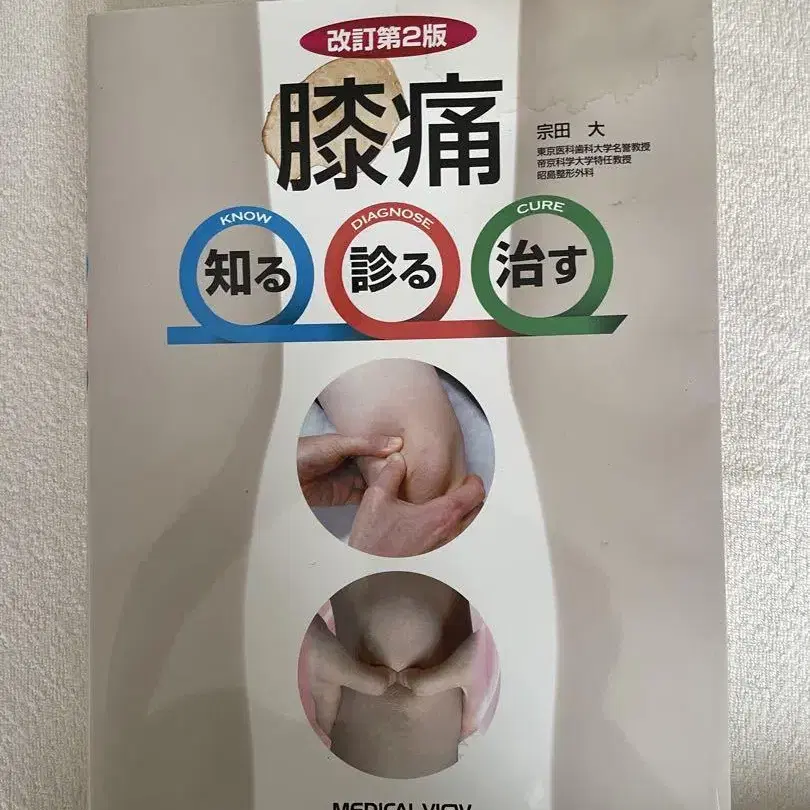 改訂第2版
膝痛
宗田 大
東京医科歯科大学名誉教授
帝京科学大学特任教授
昭島整形外科
KNOW
知る
DIAGNOSE
診る
CURE
治す
MEDICAL VIEW